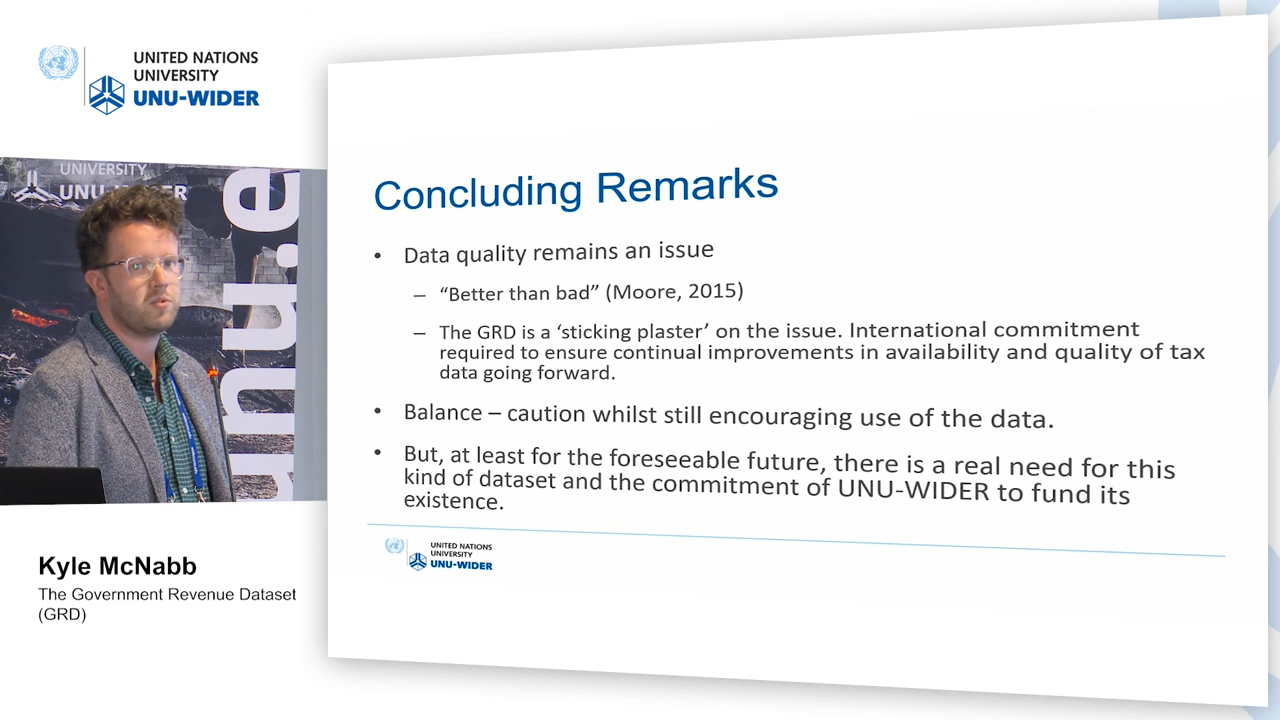 UNITED NATIONS
UNIVERSITY
UNU-WIDER
UNIVERSITY
UNU-WIDER
unu.e
Kyle McNabb
The Government Revenue Dataset
(GRD)
Concluding Remarks
• Data quality remains an issue
– “Better than bad” (Moore, 2015)
– The GRD is a ‘sticking plaster’ on the issue. International commitment
required to ensure continual improvements in availability and quality of tax
data going forward.
• Balance – caution whilst still encouraging use of the data.
• But, at least for the foreseeable future, there is a real need for this
kind of dataset and the commitment of UNU-WIDER to fund its
existence.
UNITED NATIONS
UNIVERSITY
UNU-WIDER